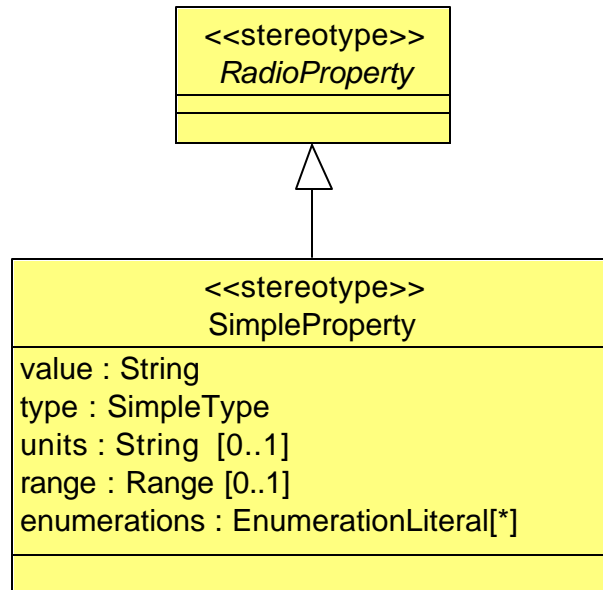 <<stereotype>>
RadioProperty
<<stereotype>>
SimpleProperty
value : String
type : SimpleType
units : String [0..1]
range : Range [0..1]
enumerations : EnumerationLiteral[*]